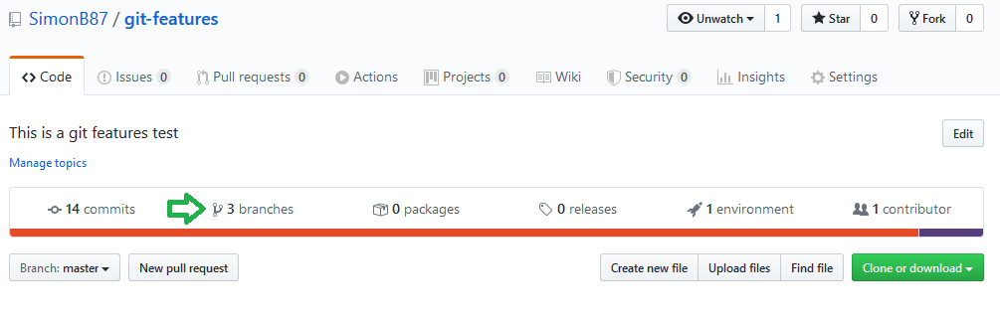 SimonB87 / git-features Unwatch 1 Star 0 Fork 0
Code Issues 0 Pull requests 0 Actions Projects 0 Wiki Security 0 Insights Settings
This is a git features test Edit
Manage topics
14 commits 3 branches 0 packages 0 releases 1 environment 1 contributor
Branch: master New pull request Create new file Upload files Find file Clone or download